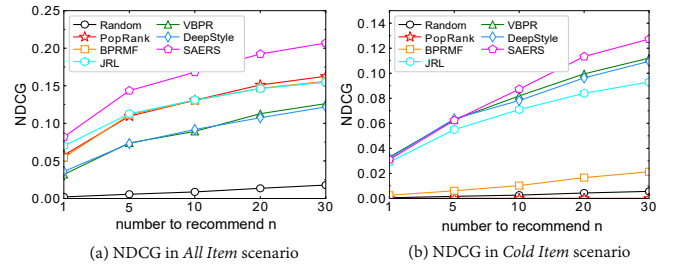 0.25
0.20
0.15
0.10
0.05
0.00
NDCG
Random
PopRank
BPRMF
JRL
VBPR
DeepStyle
SAERS
1 5 10 20 30
number to recommend n
(a) NDCG in All Item scenario
0.14
0.12
0.10
0.08
0.06
0.04
0.02
0.00
NDCG
Random
PopRank
BPRMF
JRL
VBPR
DeepStyle
SAERS
1 5 10 20 30
number to recommend n
(b) NDCG in Cold Item scenario